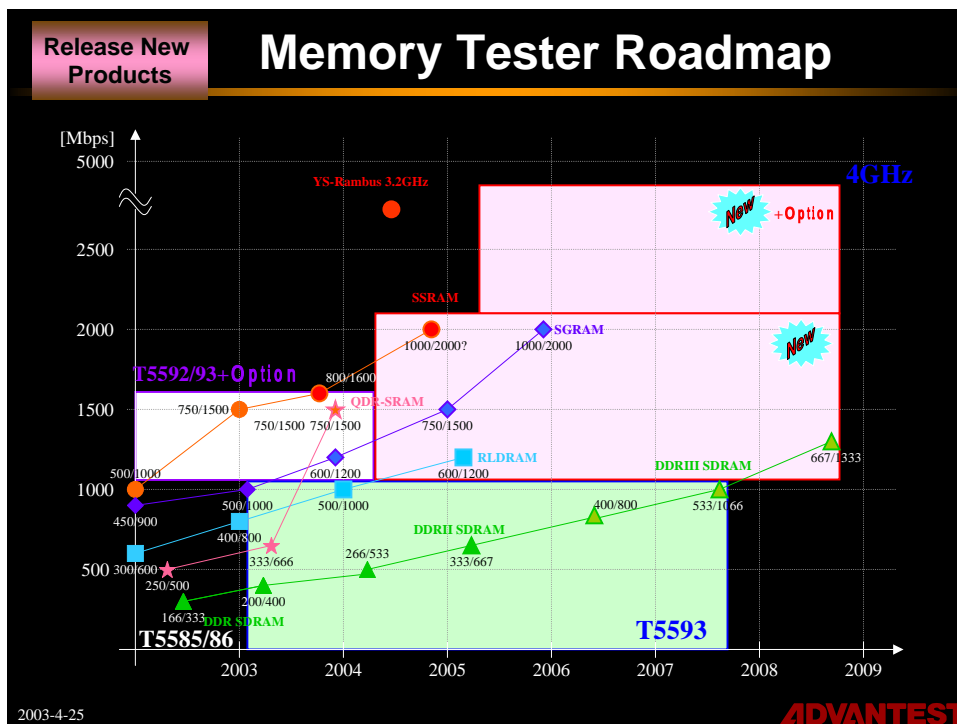 Release New
Products
Memory Tester Roadmap
[Mbps]
5000
2500
2000
1500
1000
500
YS-Rambus 3.2GHz
4GHz
New
+Option
SSRAM
SGRAM
1000/2000?
1000/2000
New
T5592/93+Option
800/1600
QDR-SRAM
750/1500
750/1500
750/1500
750/1500
RLDRAM
DDRIII SDRAM
667/1333
500/1000
600/1200
600/1200
450/900
500/1000
500/1000
533/1066
400/800
400/800
DDRII SDRAM
300/600
333/666
266/533
333/667
250/500
200/400
166/333
DDR SDRAM
T5585/86
T5593
2003
2004
2005
2006
2007
2008
2009
2003-4-25
ADVANTEST